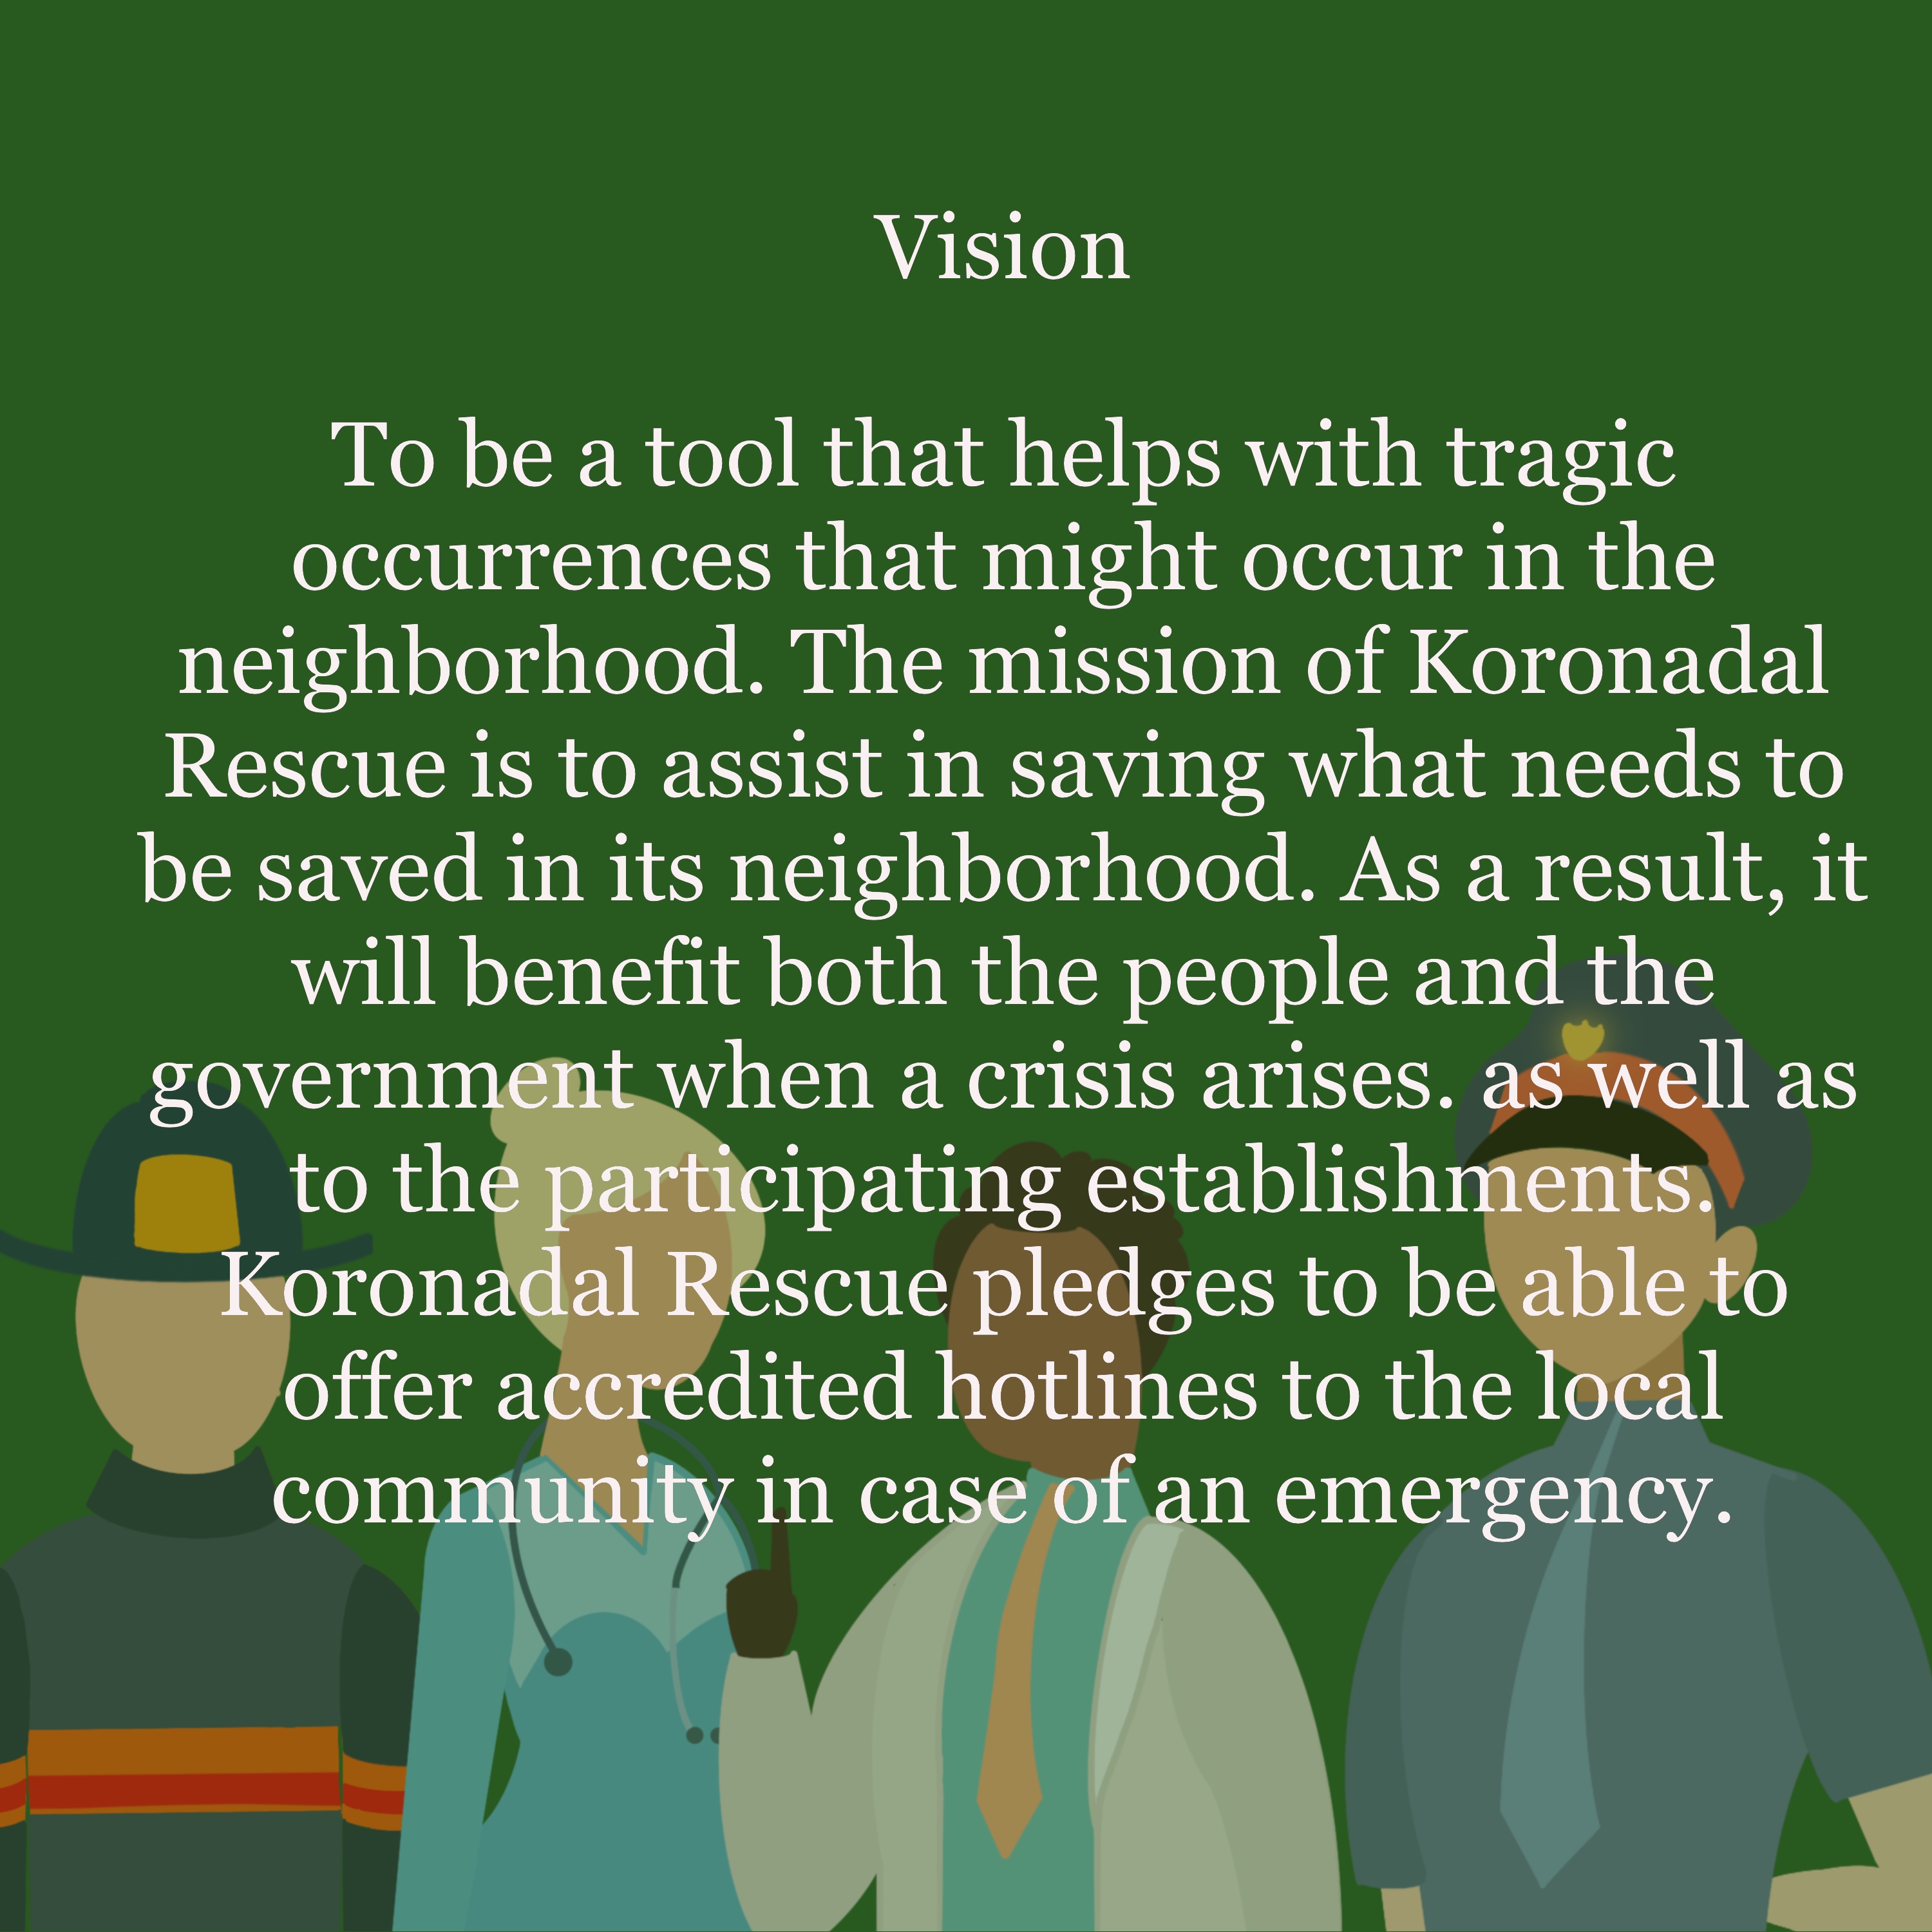 Vision
To be a tool that helps with tragic
occurrences that might occur in the
neighborhood. The mission of Koronadal
Rescue is to assist in saving what needs to
be saved in its neighborhood. As a result, it
will benefit both the people and the
government when a crisis arises. as well as
to the participating establishments.
Koronadal Rescue pledges to be able to
offer accredited hotlines to the local
community in case of an emergency.